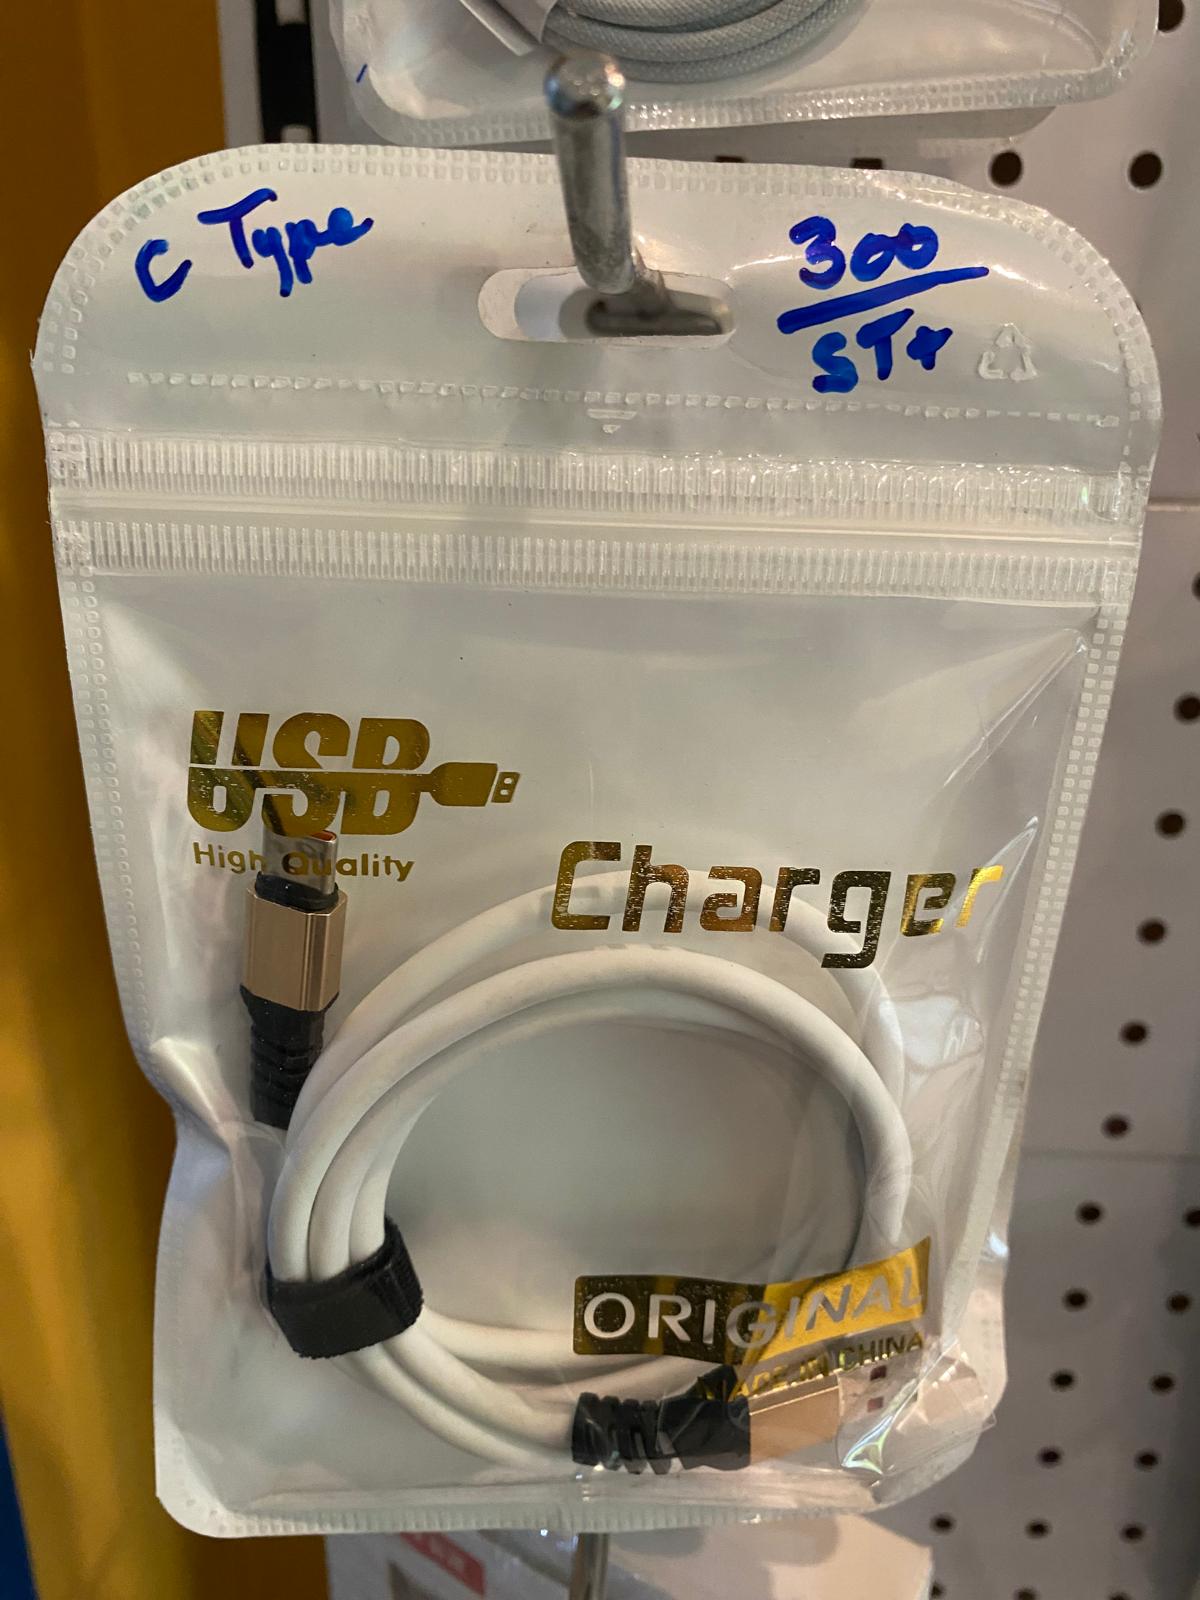 C Type
300
ST+
USB
High Quality
Charger
ORIGINAL
MADE IN CHINA